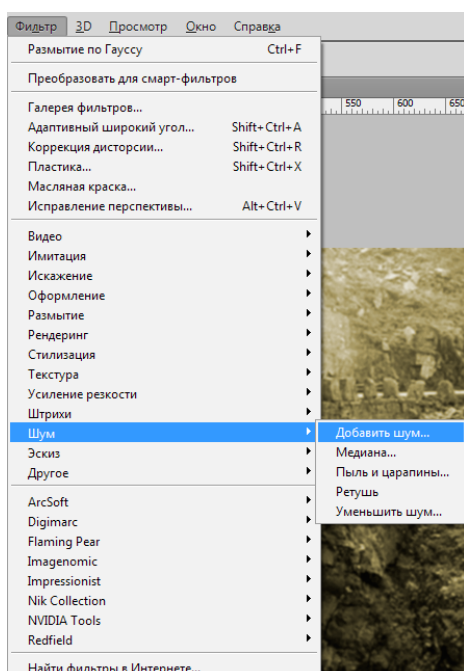 Фильтр 3D Просмотр Окно Справка
Размытие по Гауссу Ctrl+F
Преобразовать для смарт-фильтров
550 600 650
Галерея фильтров...
Адаптивный широкий угол... Shift+Ctrl+A
Коррекция дисторсии... Shift+Ctrl+R
Пластика... Shift+Ctrl+X
Масляная краска...
Исправление перспективы... Alt+Ctrl+V
Видео
Имитация
Искажение
Оформление
Размытие
Рендеринг
Стилизация
Текстура
Усиление резкости
Штрихи
Шум
Добавить шум...
Медиана...
Пыль и царапины...
Ретушь
Уменьшить шум...
Эскиз
Другое
ArcSoft
Digimarc
Flaming Pear
Imagenomic
Impressionist
Nik Collection
NVIDIA Tools
Redfield
Найти фильтры в Интернете...